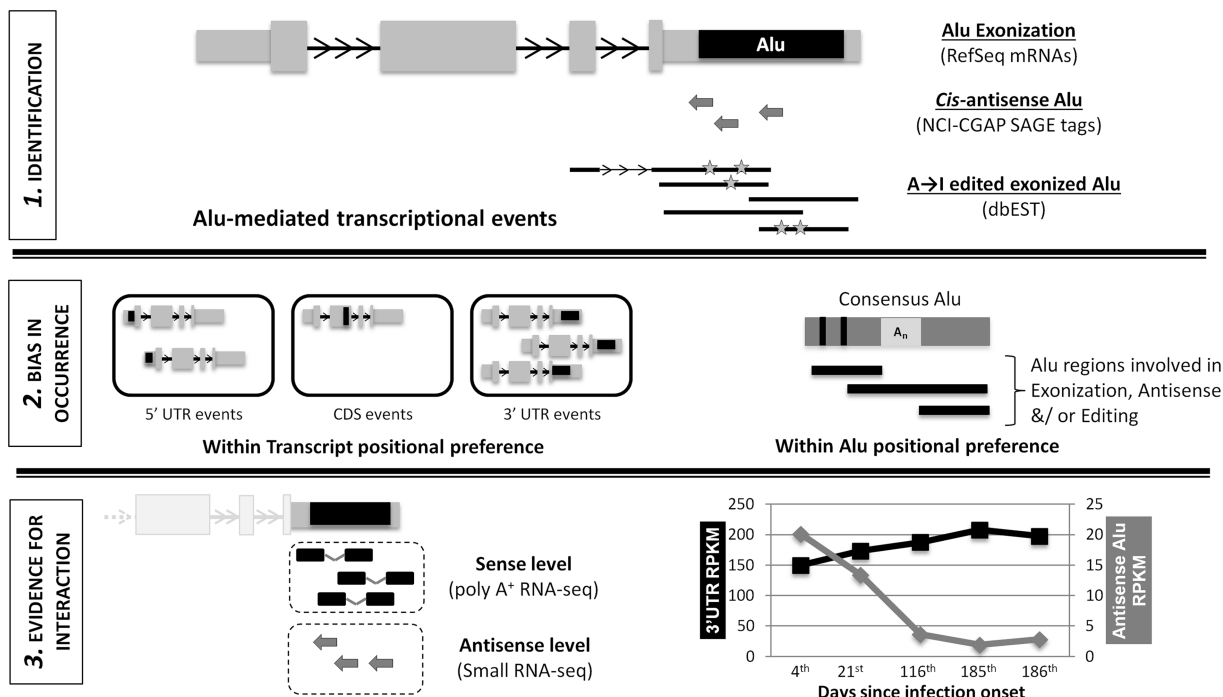 1. IDENTIFICATION
Alu
Alu Exonization
(RefSeq mRNAs)
Cis-antisense Alu
(NCI-CGAP SAGE tags)
A→I edited exonized Alu
(dbEST)
Alu-mediated transcriptional events
2. BIAS IN
OCCURRENCE
5' UTR events
CDS events
3' UTR events
Within Transcript positional preference
Consensus Alu
An
Alu regions involved in
Exonization, Antisense
&/ or Editing
Within Alu positional preference
3. EVIDENCE FOR
INTERACTION
Sense level
(poly A+ RNA-seq)
Antisense level
(Small RNA-seq)
3'UTR RPKM
250
200
150
100
50
0
25
20
15
10
5
0
Antisense Alu
RPKM
4th 21st 116th 185th 186th
Days since infection onset